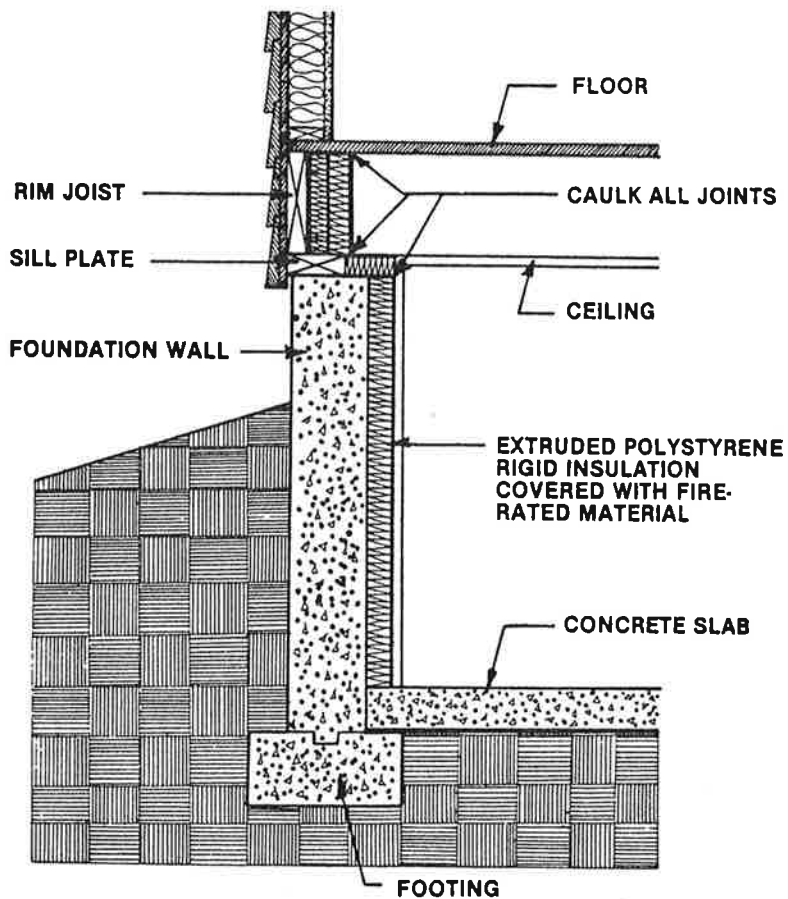 FLOOR
RIM JOIST
CAULK ALL JOINTS
SILL PLATE
CEILING
FOUNDATION WALL
EXTRUDED POLYSTYRENE
RIGID INSULATION
COVERED WITH FIRE-
RATED MATERIAL
CONCRETE SLAB
FOOTING